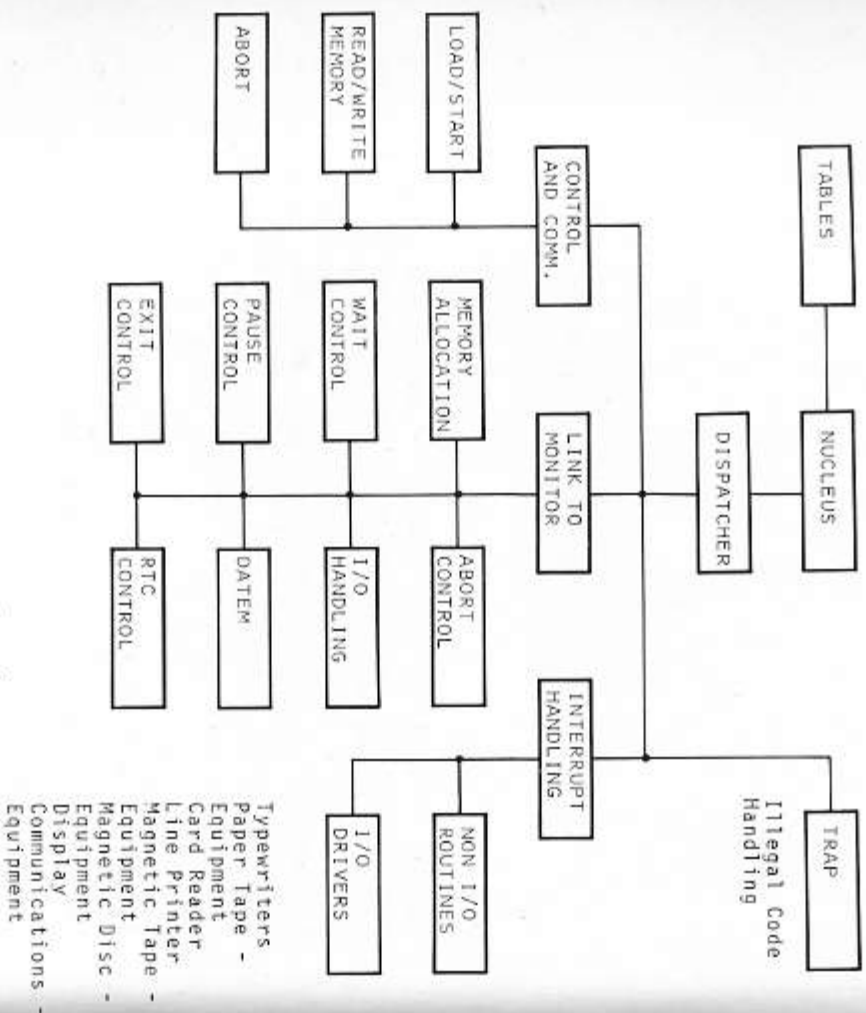 TABLES
NUCLEUS
DISPATCHER
TRAP
Illegal Code
Handling
CONTROL
AND COMM.
LINK TO
MONITOR
INTERRUPT
HANDLING
LOAD/START
READ/WRITE
MEMORY
ABORT
MEMORY
ALLOCATION
ABORT
CONTROL
WAIT
CONTROL
I/O
HANDLING
PAUSE
CONTROL
DATEM
EXIT
CONTROL
RTC
CONTROL
NON I/O
ROUTINES
I/O
DRIVERS
Typewriters
Paper Tape -
Equipment
Card Reader
Line Printer
Magnetic Tape -
Equipment
Magnetic Disc -
Equipment
Display
Communications -
Equipment